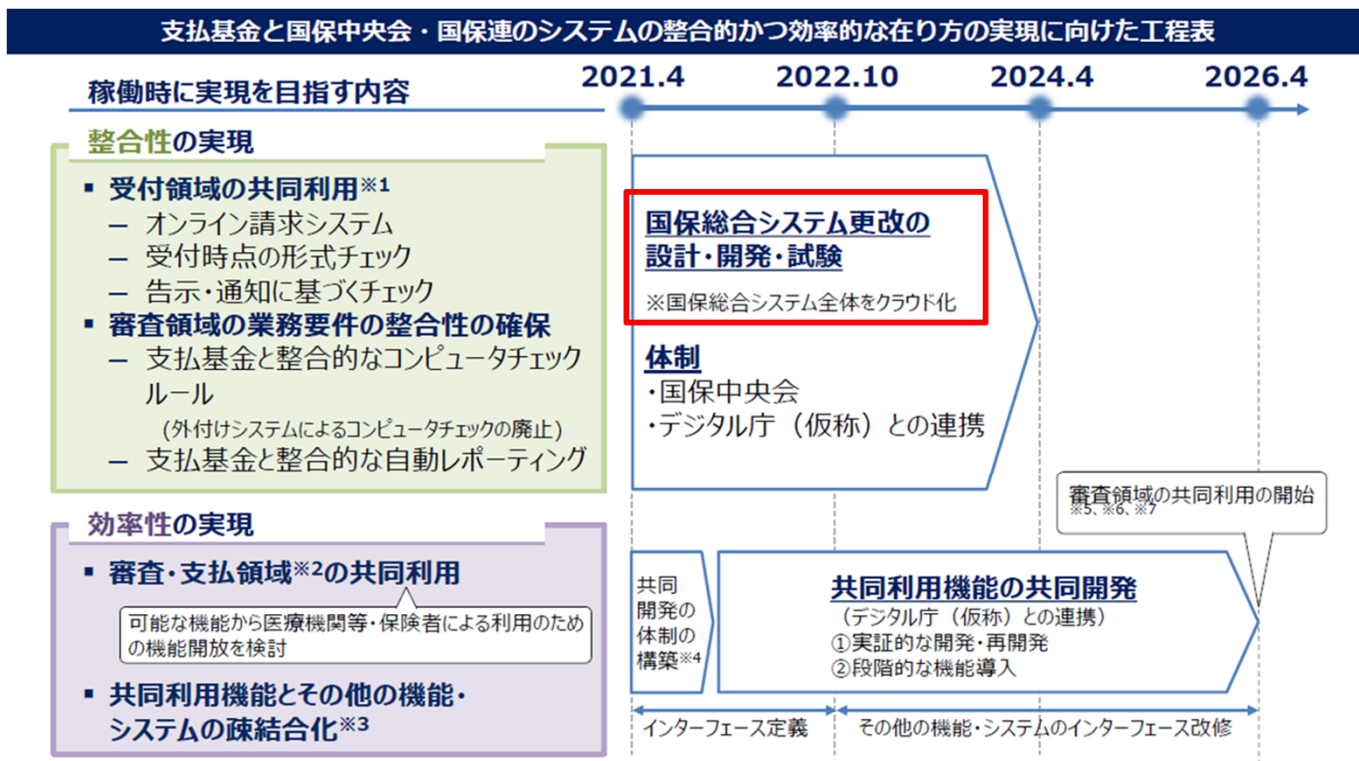 支払基金と国保中央会・国保連のシステムの整合的かつ効率的な在り方の実現に向けた工程表
稼働時に実現を目指す内容
2021.4
2022.10
2024.4
2026.4
整合性の実現
▪ 受付領域の共同利用※1
– オンライン請求システム
– 受付時点の形式チェック
– 告示・通知に基づくチェック
▪ 審査領域の業務要件の整合性の確保
– 支払基金と整合的なコンピュータチェック
ルール
(外付けシステムによるコンピュータチェックの廃止)
– 支払基金と整合的な自動レポーティング
国保総合システム更改の
設計・開発・試験
※国保総合システム全体をクラウド化
体制
・国保中央会
・デジタル庁（仮称）との連携
効率性の実現
▪ 審査・支払領域※2の共同利用
可能な機能から医療機関等・保険者による利用のため
の機能開放を検討
▪ 共同利用機能とその他の機能・
システムの疎結合化※3
共同
開発の
体制の
構築※4
共同利用機能の共同開発
（デジタル庁（仮称）との連携）
①実証的な開発・再開発
②段階的な機能導入
審査領域の共同利用の開始
※5、※6、※7
インターフェース定義
その他の機能・システムのインターフェース改修